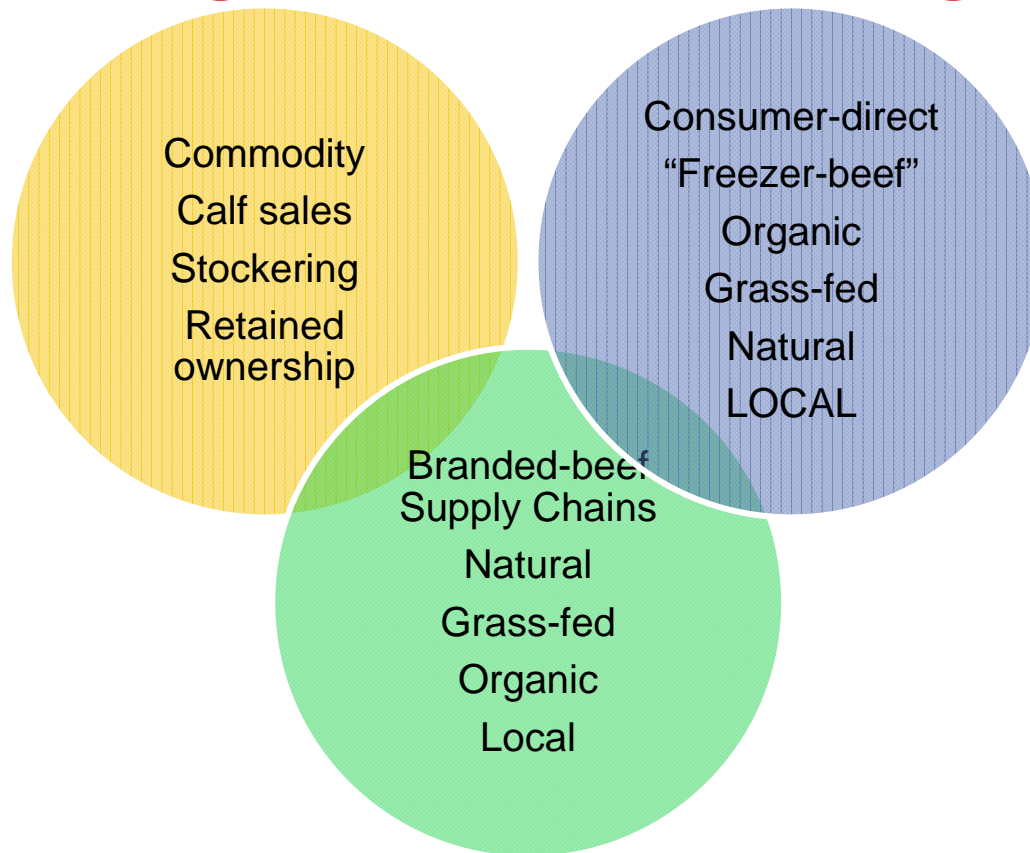 Commodity
Calf sales
Stockering
Retained
ownership
Consumer-direct
“Freezer-beef”
Organic
Grass-fed
Natural
LOCAL
Branded-beef
Supply Chains
Natural
Grass-fed
Organic
Local